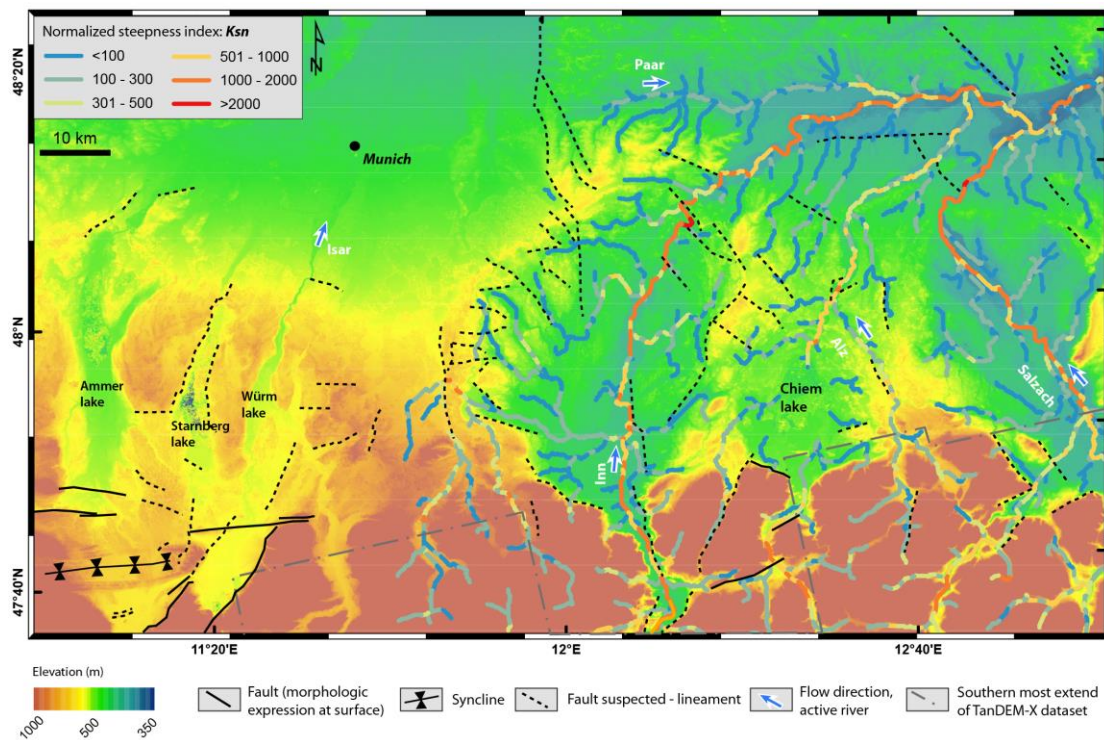 Normalized steepness index: Ksn
<100
501 - 1000
100 - 300
1000 - 2000
301 - 500
>2000
N
10 km
48°20'N
48°N
47°40'N
Paar
Munich
Isar
Ammer
lake
Starnberg
lake
Würm
lake
Inn
Alz
Chiem
lake
Salzach
11°20'E
12°E
12°40'E
Elevation (m)
1000
500
350
Fault (morphologic
expression at surface)
Syncline
Fault suspected - lineament
Flow direction,
active river
Southern most extend
of TanDEM-X dataset